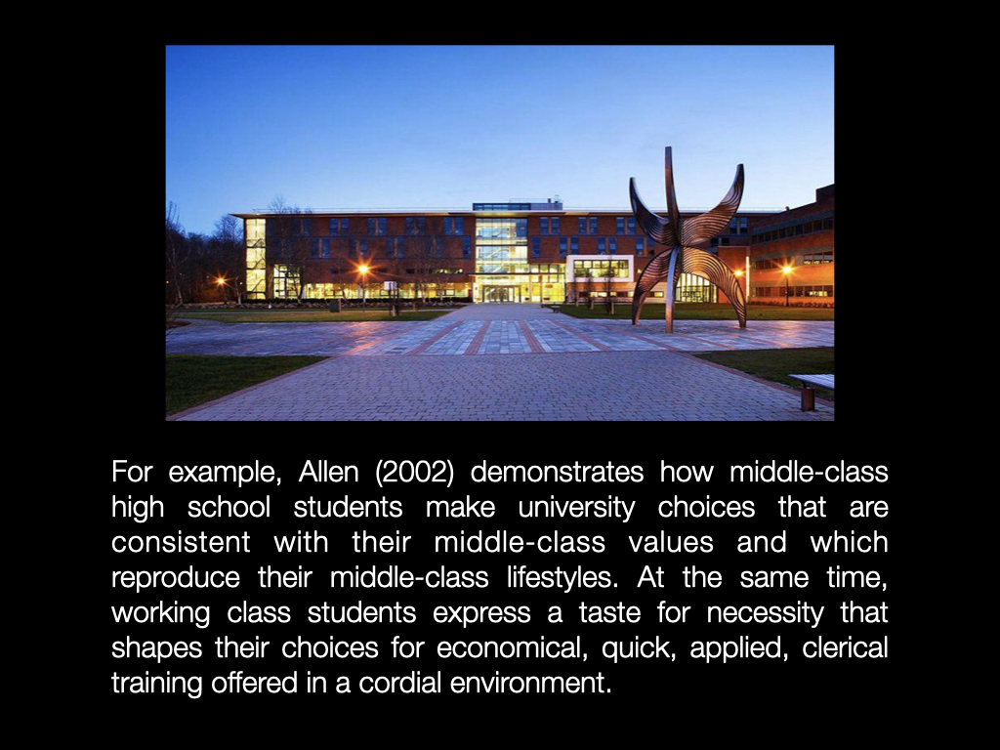 For example, Allen (2002) demonstrates how middle-class
high school students make university choices that are
consistent with their middle-class values and which
reproduce their middle-class lifestyles. At the same time,
working class students express a taste for necessity that
shapes their choices for economical, quick, applied, clerical
training offered in a cordial environment.